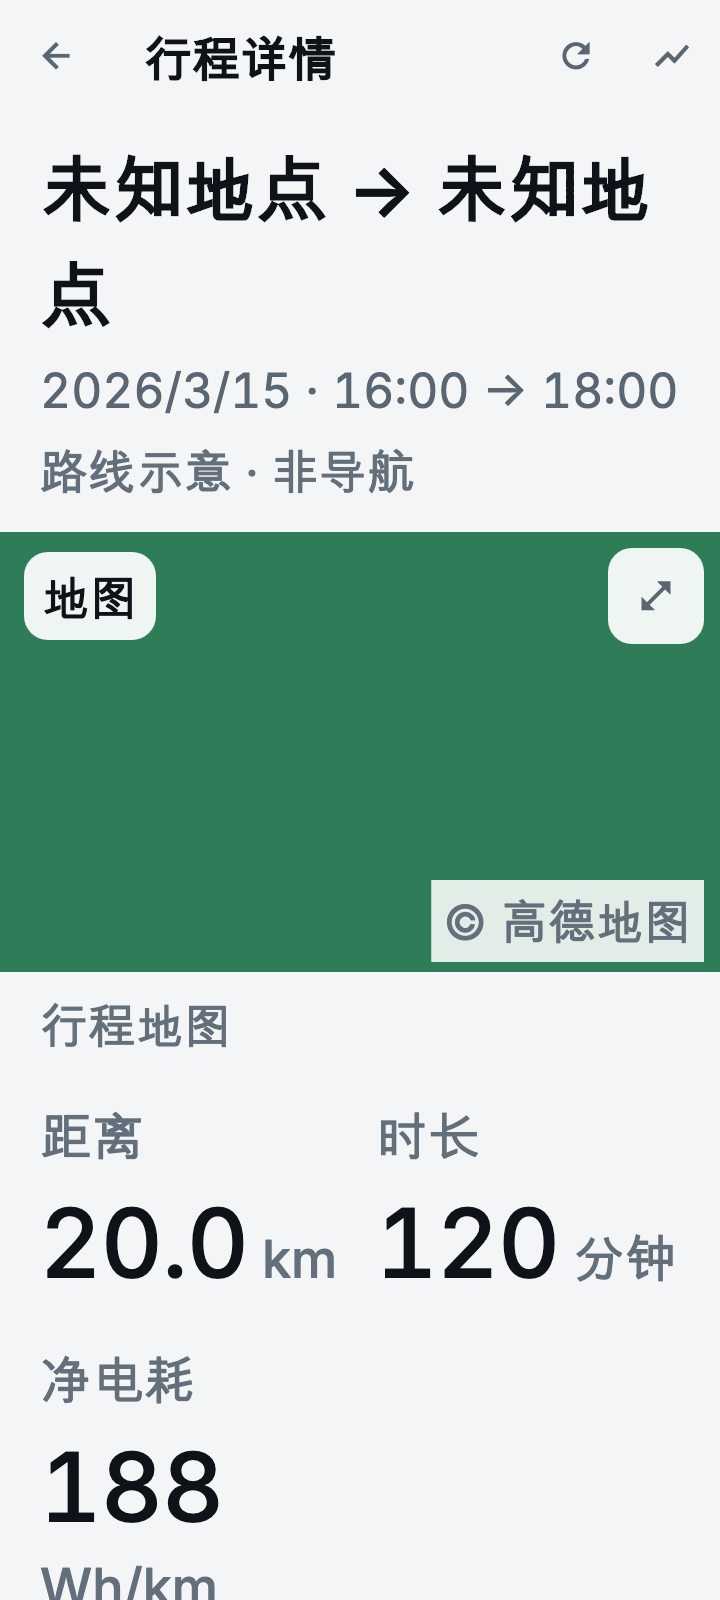 行程详情
未知地点 → 未知地
点
2026/3/15 · 16:00 → 18:00
路线示意 · 非导航
地图
© 高德地图
行程地图
距离 时长
20.0 km 120 分钟
净电耗
188
Wh/km